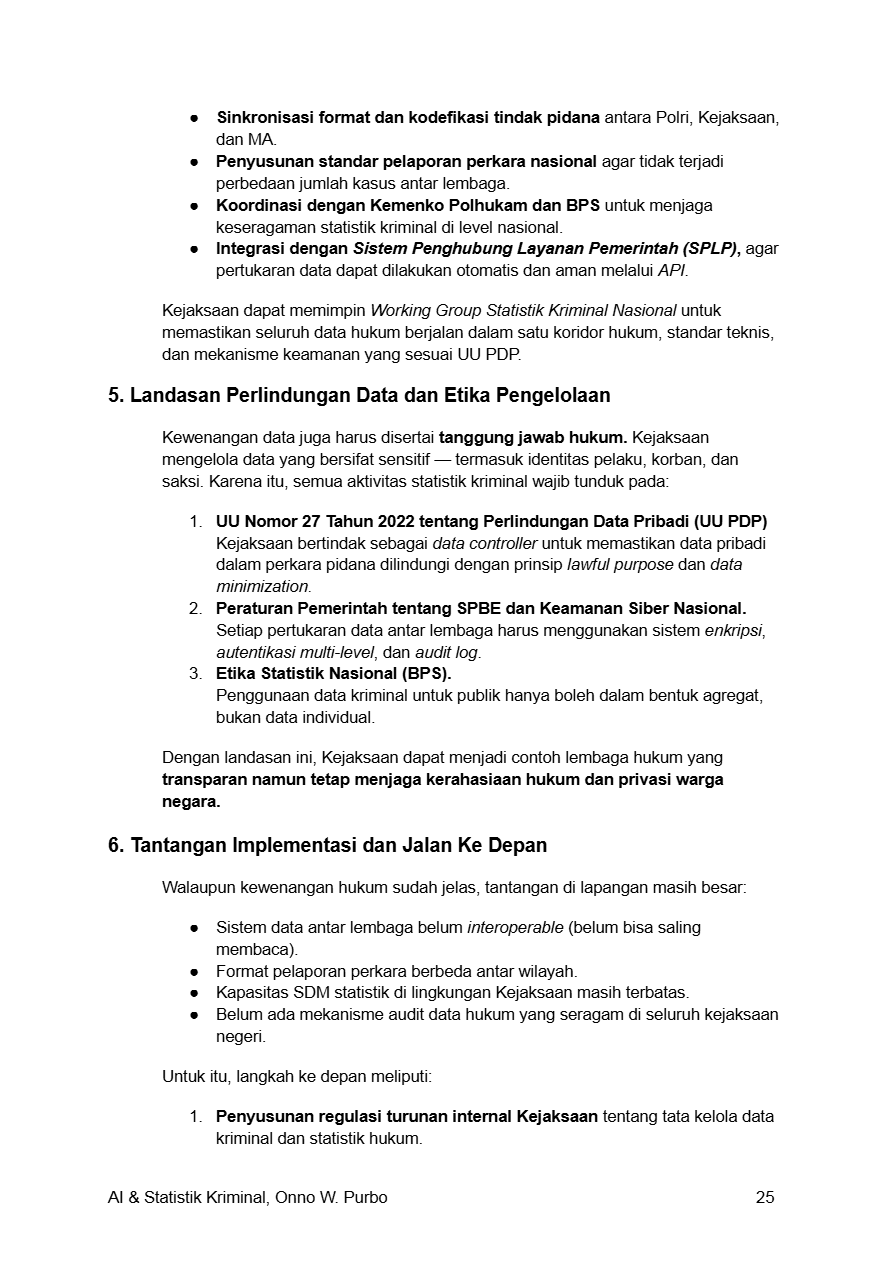 ● Sinkronisasi format dan kodefikasi tindak pidana antara Polri, Kejaksaan,
dan MA.
● Penyusunan standar pelaporan perkara nasional agar tidak terjadi
perbedaan jumlah kasus antar lembaga.
● Koordinasi dengan Kemenko Polhukam dan BPS untuk menjaga
keseragaman statistik kriminal di level nasional.
● Integrasi dengan Sistem Penghubung Layanan Pemerintah (SPLP), agar
pertukaran data dapat dilakukan otomatis dan aman melalui API.
Kejaksaan dapat memimpin Working Group Statistik Kriminal Nasional untuk
memastikan seluruh data hukum berjalan dalam satu koridor hukum, standar teknis,
dan mekanisme keamanan yang sesuai UU PDP.
5. Landasan Perlindungan Data dan Etika Pengelolaan
Kewenangan data juga harus disertai tanggung jawab hukum. Kejaksaan
mengelola data yang bersifat sensitif — termasuk identitas pelaku, korban, dan
saksi. Karena itu, semua aktivitas statistik kriminal wajib tunduk pada:
1. UU Nomor 27 Tahun 2022 tentang Perlindungan Data Pribadi (UU PDP)
Kejaksaan bertindak sebagai data controller untuk memastikan data pribadi
dalam perkara pidana dilindungi dengan prinsip lawful purpose dan data
minimization.
2. Peraturan Pemerintah tentang SPBE dan Keamanan Siber Nasional.
Setiap pertukaran data antar lembaga harus menggunakan sistem enkripsi,
autentikasi multi-level, dan audit log.
3. Etika Statistik Nasional (BPS).
Penggunaan data kriminal untuk publik hanya boleh dalam bentuk agregat,
bukan data individual.
Dengan landasan ini, Kejaksaan dapat menjadi contoh lembaga hukum yang
transparan namun tetap menjaga kerahasiaan hukum dan privasi warga
negara.
6. Tantangan Implementasi dan Jalan Ke Depan
Walaupun kewenangan hukum sudah jelas, tantangan di lapangan masih besar:
● Sistem data antar lembaga belum interoperable (belum bisa saling
membaca).
● Format pelaporan perkara berbeda antar wilayah.
● Kapasitas SDM statistik di lingkungan Kejaksaan masih terbatas.
● Belum ada mekanisme audit data hukum yang seragam di seluruh kejaksaan
negeri.
Untuk itu, langkah ke depan meliputi:
1. Penyusunan regulasi turunan internal Kejaksaan tentang tata kelola data
kriminal dan statistik hukum.
AI & Statistik Kriminal, Onno W. Purbo 25